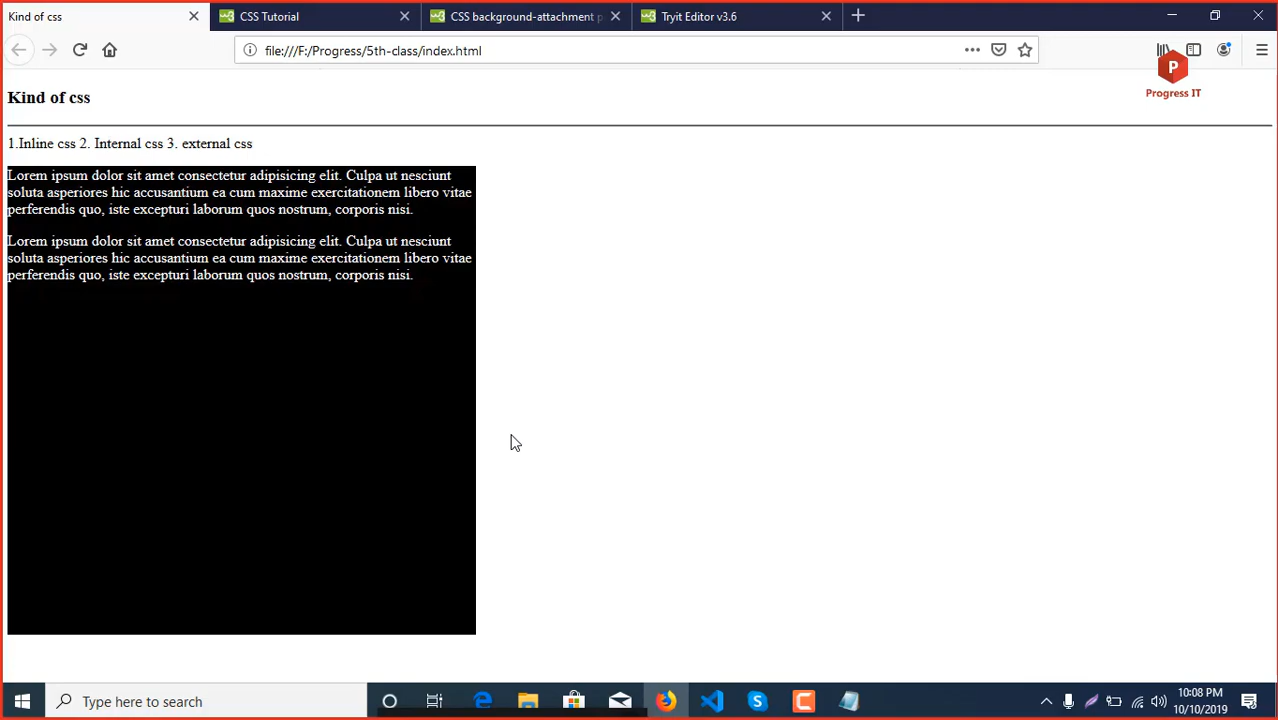 Kind of css
CSS Tutorial
CSS background-attachment p
Tryit Editor v3.6
file:///F:/Progress/5th-class/index.html
P
Progress IT
Kind of css
1.Inline css 2. Internal css 3. external css
Lorem ipsum dolor sit amet consectetur adipisicing elit. Culpa ut nesciunt
soluta asperiores hic accusantium ea cum maxime exercitationem libero vitae
perferendis quo, iste excepturi laborum quos nostrum, corporis nisi.
Lorem ipsum dolor sit amet consectetur adipisicing elit. Culpa ut nesciunt
soluta asperiores hic accusantium ea cum maxime exercitationem libero vitae
perferendis quo, iste excepturi laborum quos nostrum, corporis nisi.
Type here to search
10:08 PM
10/10/2019